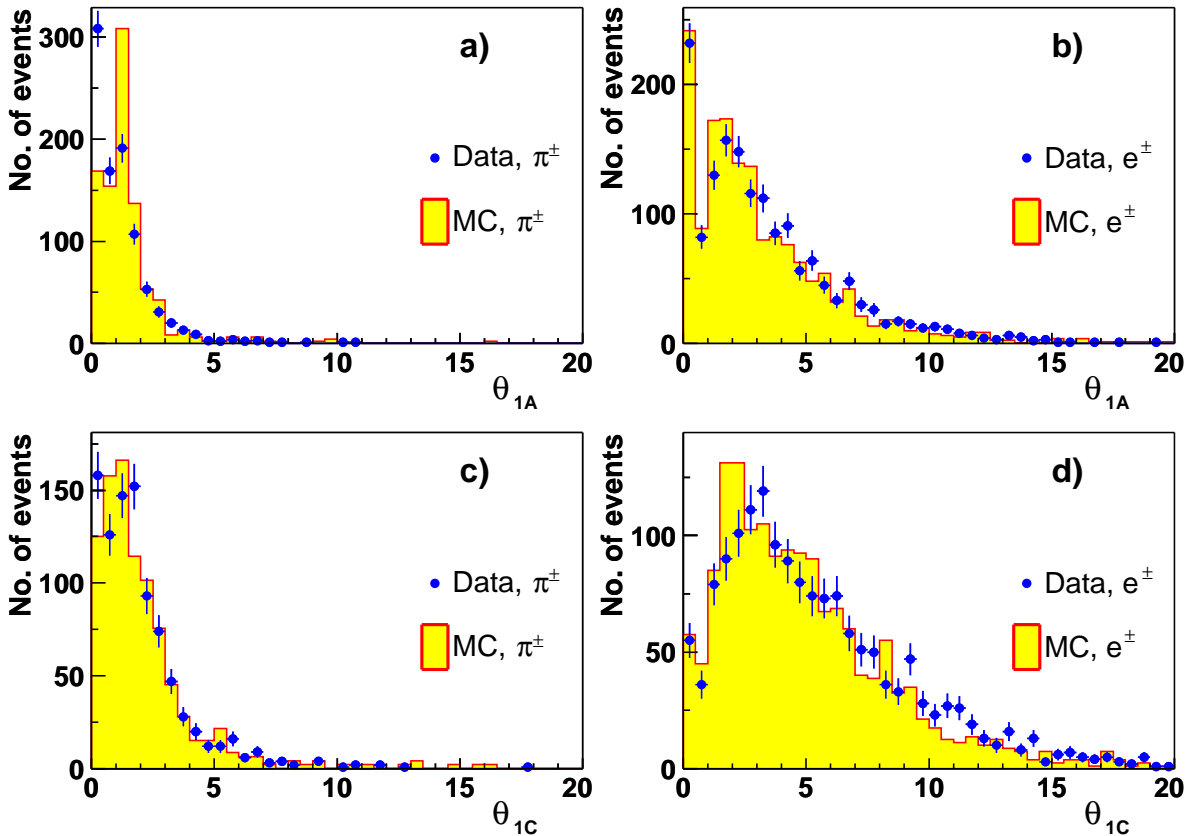 a)
No. of events
300
200
100
0
Data, π±
MC, π±
0 5 10 15 20
θ1A
b)
No. of events
200
100
0
Data, e±
MC, e±
0 5 10 15 20
θ1A
c)
No. of events
150
100
50
0
Data, π±
MC, π±
0 5 10 15 20
θ1C
d)
No. of events
100
50
0
Data, e±
MC, e±
0 5 10 15 20
θ1C